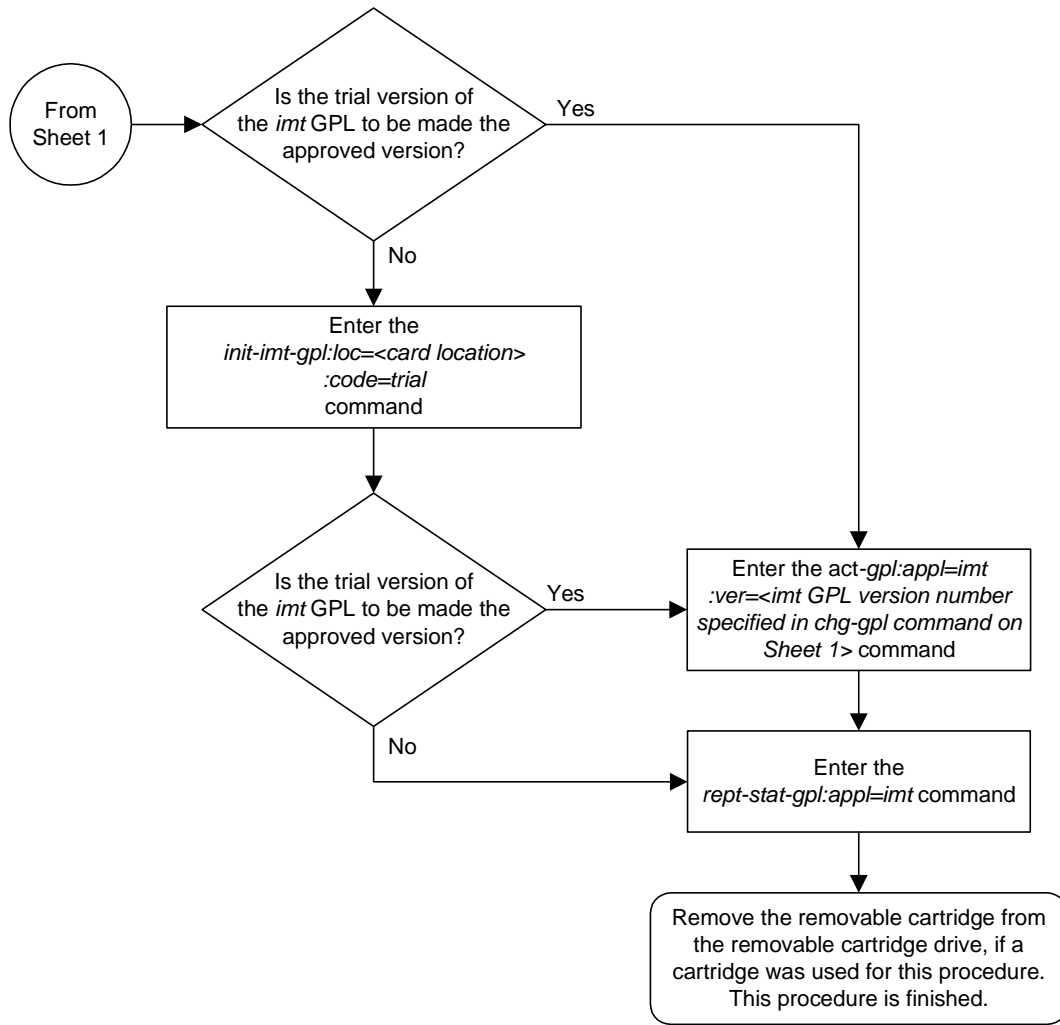 From
Sheet 1
Is the trial version of
the imt GPL to be made the
approved version?
Yes
No
Enter the
init-imt-gpl:loc=<card location>
:code=trial
command
Is the trial version of
the imt GPL to be made the
approved version?
Yes
No
Enter the act-gpl:appl=imt
:ver=<imt GPL version number
specified in chg-gpl command on
Sheet 1> command
Enter the
rept-stat-gpl:appl=imt command
Remove the removable cartridge from
the removable cartridge drive, if a
cartridge was used for this procedure.
This procedure is finished.